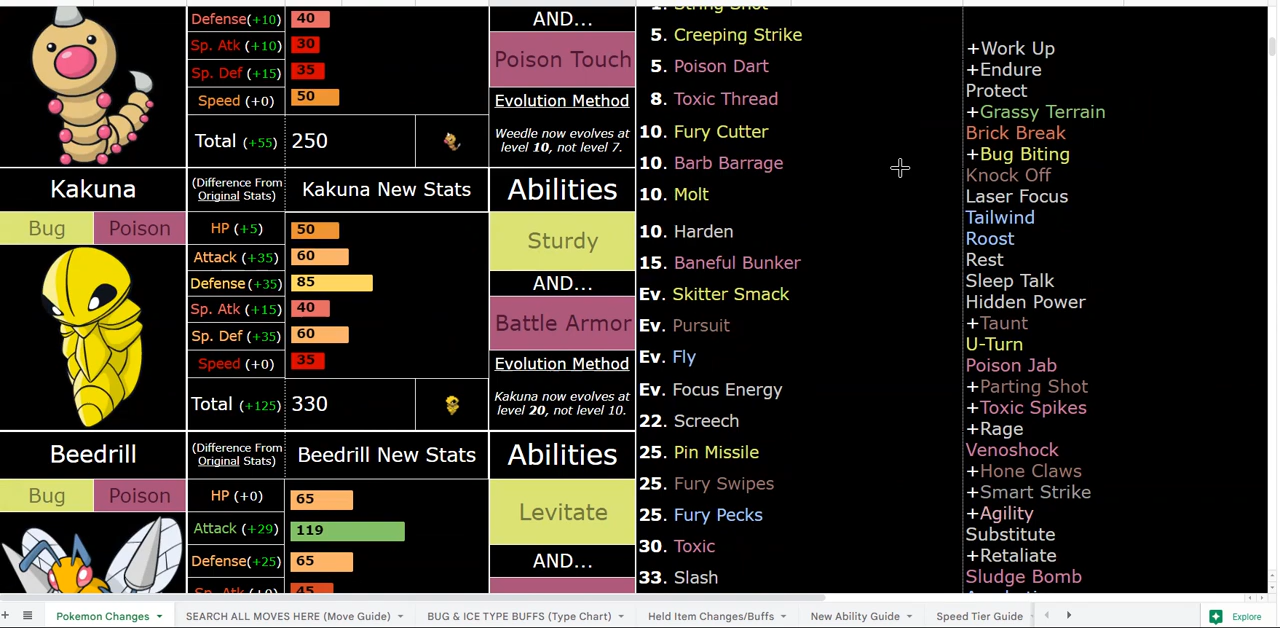 Defense(+10) 40
Sp. Atk (+10) 30
Sp. Def (+15) 35
Speed (+0) 50
Total (+55) 250
AND...
Poison Touch
Evolution Method
Weedle now evolves at
level 10, not level 7.
Kakuna
(Difference From
Original Stats)
Kakuna New Stats
Abilities
Bug Poison
HP (+5) 50
Attack (+35) 60
Defense(+35) 85
Sp. Atk (+15) 40
Sp. Def (+35) 60
Speed (+0) 35
Total (+125) 330
Sturdy
AND...
Battle Armor
Evolution Method
Kakuna now evolves at
level 20, not level 10.
Beedrill
(Difference From
Original Stats)
Beedrill New Stats
Abilities
Bug Poison
HP (+0) 65
Attack (+29) 119
Defense(+25) 65
Sp. Atk (+0) 45
Levitate
AND...
1. String Shot
5. Creeping Strike
5. Poison Dart
8. Toxic Thread
10. Fury Cutter
10. Barb Barrage
10. Molt
10. Harden
15. Baneful Bunker
Ev. Skitter Smack
Ev. Pursuit
Ev. Fly
Ev. Focus Energy
22. Screech
25. Pin Missile
25. Fury Swipes
25. Fury Pecks
30. Toxic
33. Slash
+Work Up
+Endure
Protect
+Grassy Terrain
Brick Break
+Bug Biting
Knock Off
Laser Focus
Tailwind
Roost
Rest
Sleep Talk
Hidden Power
+Taunt
U-Turn
Poison Jab
+Parting Shot
+Toxic Spikes
+Rage
Venoshock
+Hone Claws
+Smart Strike
+Agility
Substitute
+Retaliate
Sludge Bomb
Pokemon Changes
SEARCH ALL MOVES HERE (Move Guide)
BUG & ICE TYPE BUFFS (Type Chart)
Held Item Changes/Buffs
New Ability Guide
Speed Tier Guide
Explore